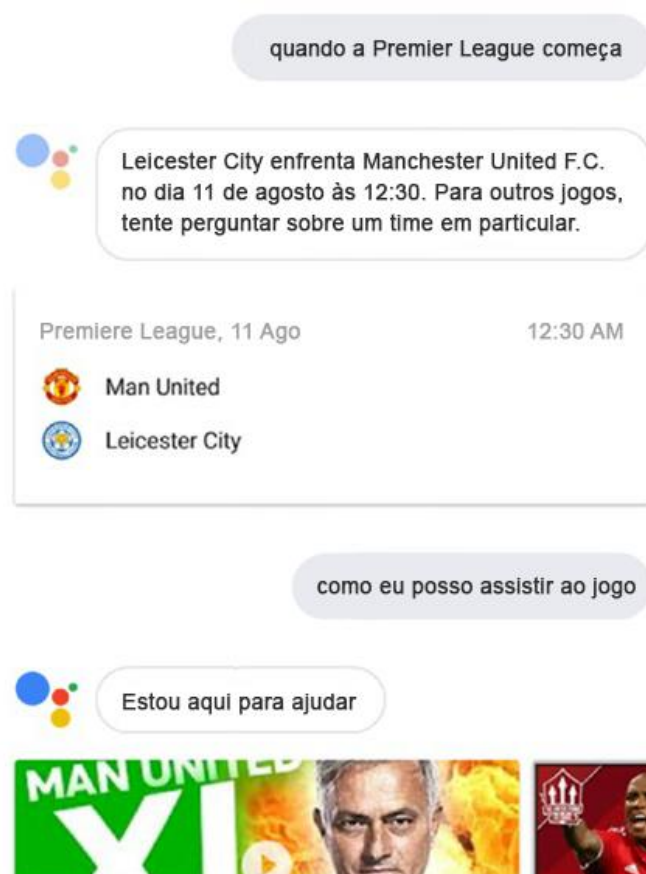 quando a Premier League começa
Leicester City enfrenta Manchester United F.C.
no dia 11 de agosto às 12:30. Para outros jogos,
tente perguntar sobre um time em particular.
Premiere League, 11 Ago 12:30 AM
Man United
Leicester City
como eu posso assistir ao jogo
Estou aqui para ajudar
MAN UNITED
XI